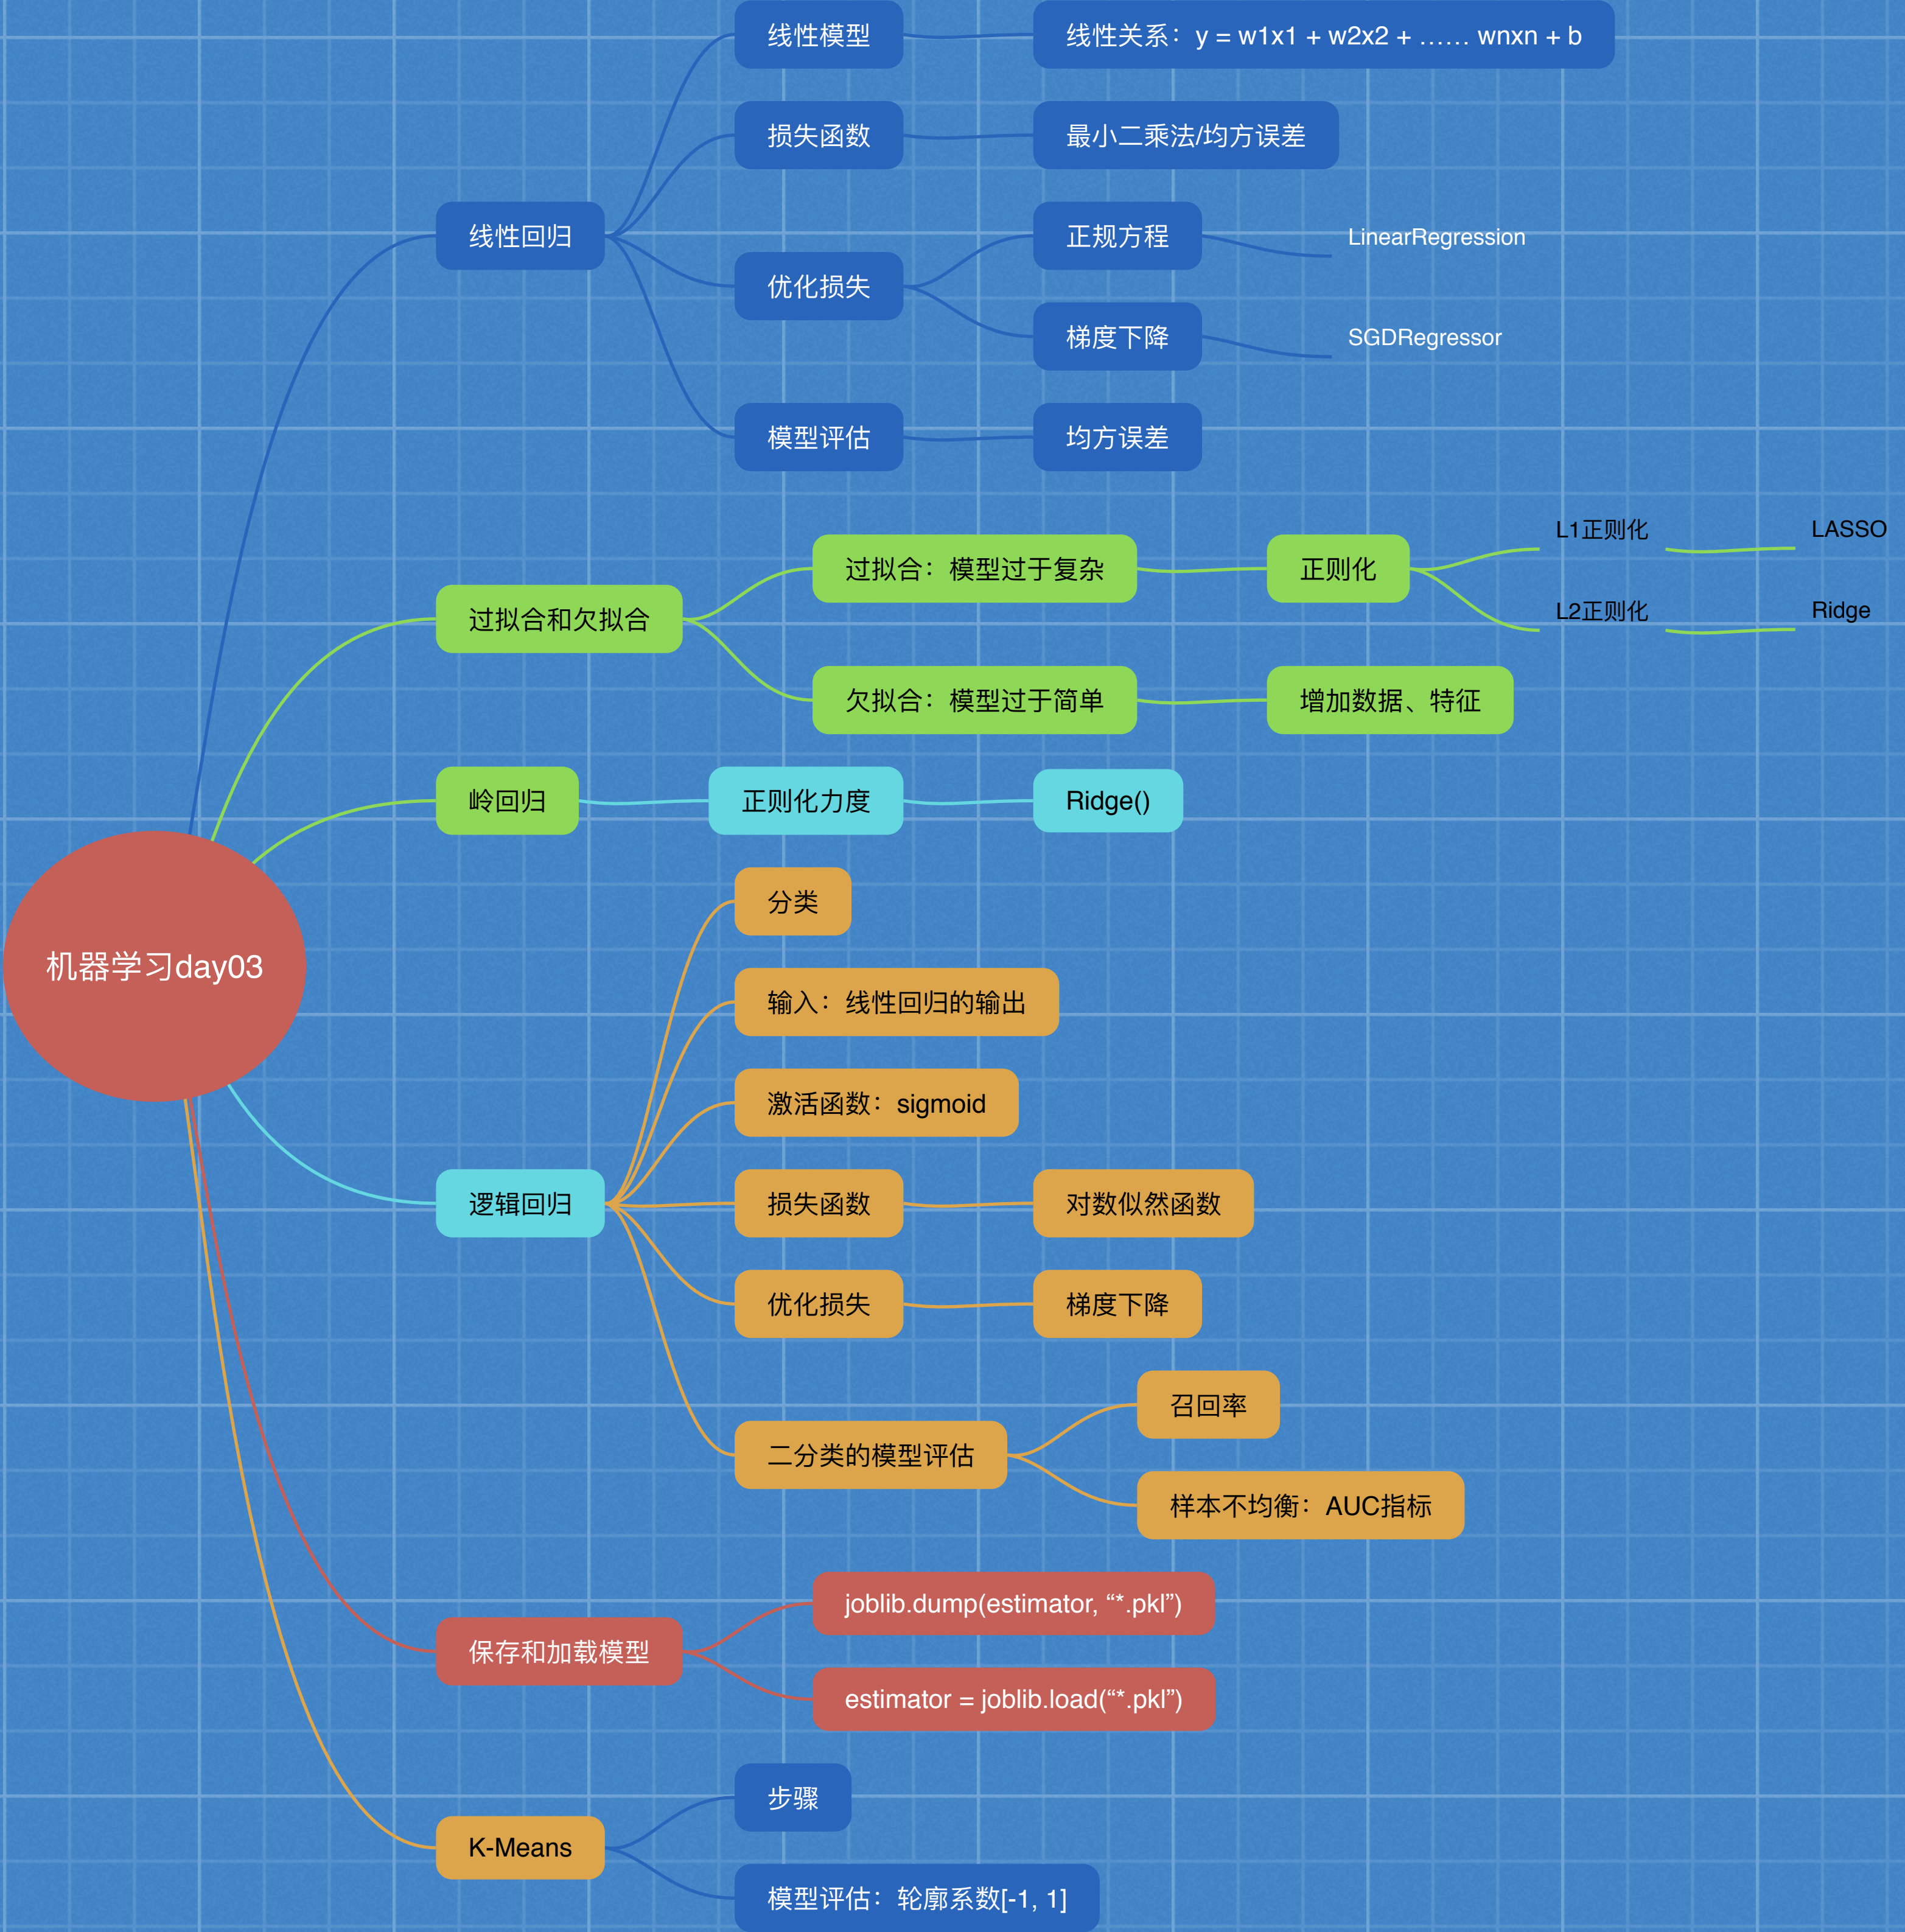 机器学习day03
线性回归
线性模型
线性关系：y = w1x1 + w2x2 + …… wnxn + b
损失函数
最小二乘法/均方误差
优化损失
正规方程
LinearRegression
梯度下降
SGDRegressor
模型评估
均方误差
过拟合和欠拟合
过拟合：模型过于复杂
正则化
L1正则化
LASSO
L2正则化
Ridge
欠拟合：模型过于简单
增加数据、特征
岭回归
正则化力度
Ridge()
逻辑回归
分类
输入：线性回归的输出
激活函数：sigmoid
损失函数
对数似然函数
优化损失
梯度下降
二分类的模型评估
召回率
样本不均衡：AUC指标
保存和加载模型
joblib.dump(estimator, “*.pkl”)
estimator = joblib.load(“*.pkl”)
K-Means
步骤
模型评估：轮廓系数[-1, 1]